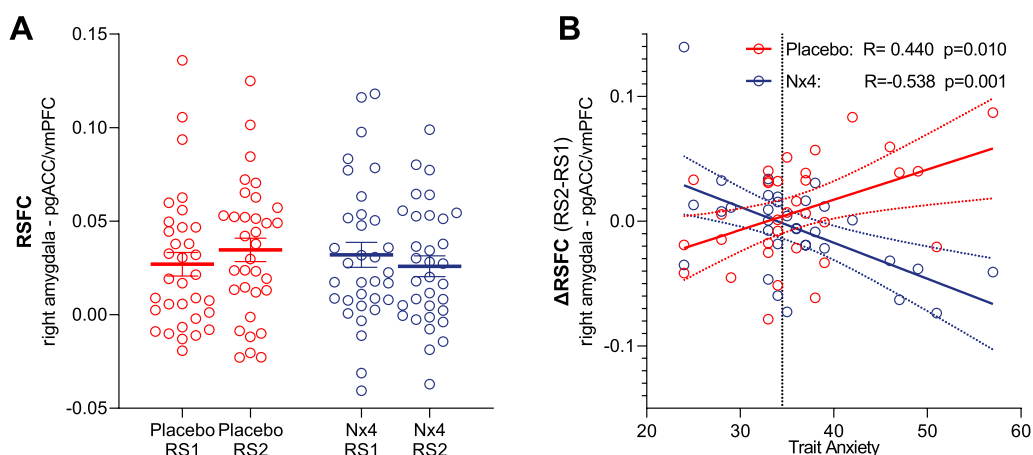 A
RSFC
right amygdala - pgACC/vmPFC
0.15
0.10
0.05
0.00
-0.05
Placebo Placebo Nx4 Nx4
RS1 RS2 RS1 RS2
B
ΔRSFC (RS2-RS1)
right amygdala - pgACC/vmPFC
0.1
0.0
-0.1
Placebo: R= 0.440 p=0.010
Nx4: R=-0.538 p=0.001
20 30 40 50 60
Trait Anxiety